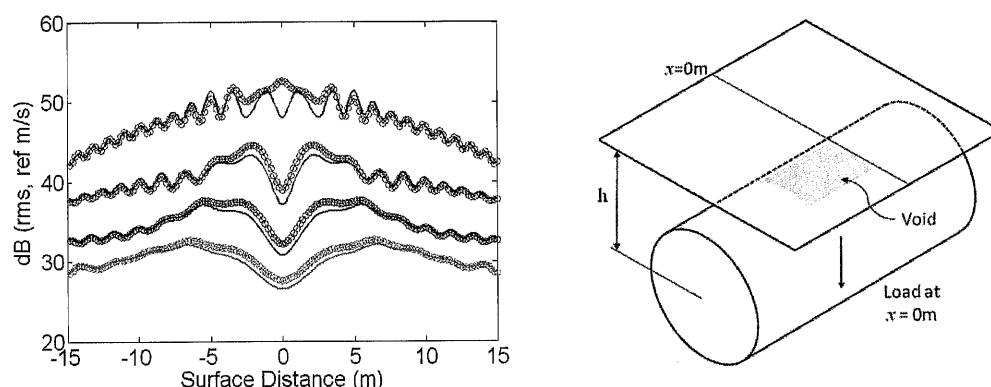 60
50
40
30
20
dB (rms, ref m/s)
-15 -10 -5 0 5 10 15
Surface Distance (m)
x=0m
h
Void
Load at
x = 0m